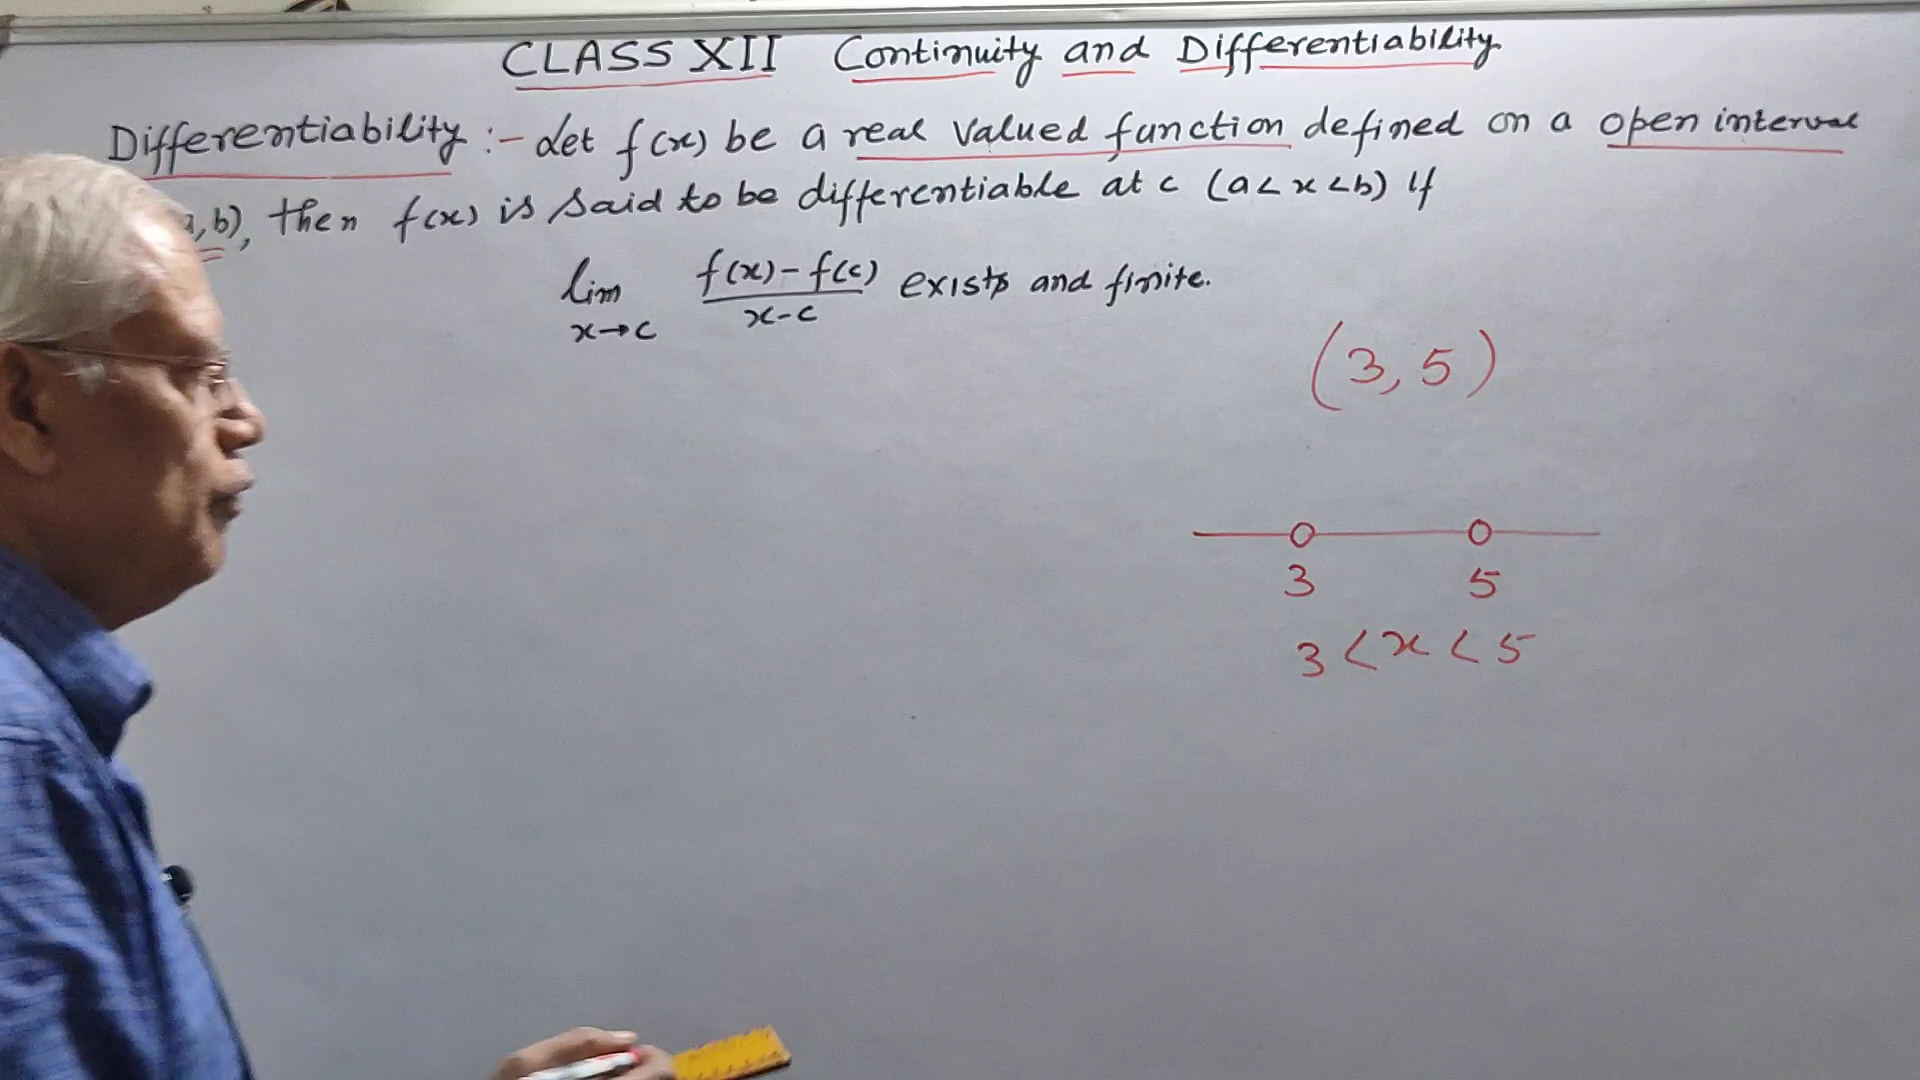 CLASS XII Continuity and Differentiability
Differentiability :- Let f(x) be a real valued function defined on a open interval
a,b), then f(x) is said to be differentiable at c (a<x<b) if
lim x→c f(x)-f(c) / x-c exists and finite.
(3,5)
3 5
3<x<5